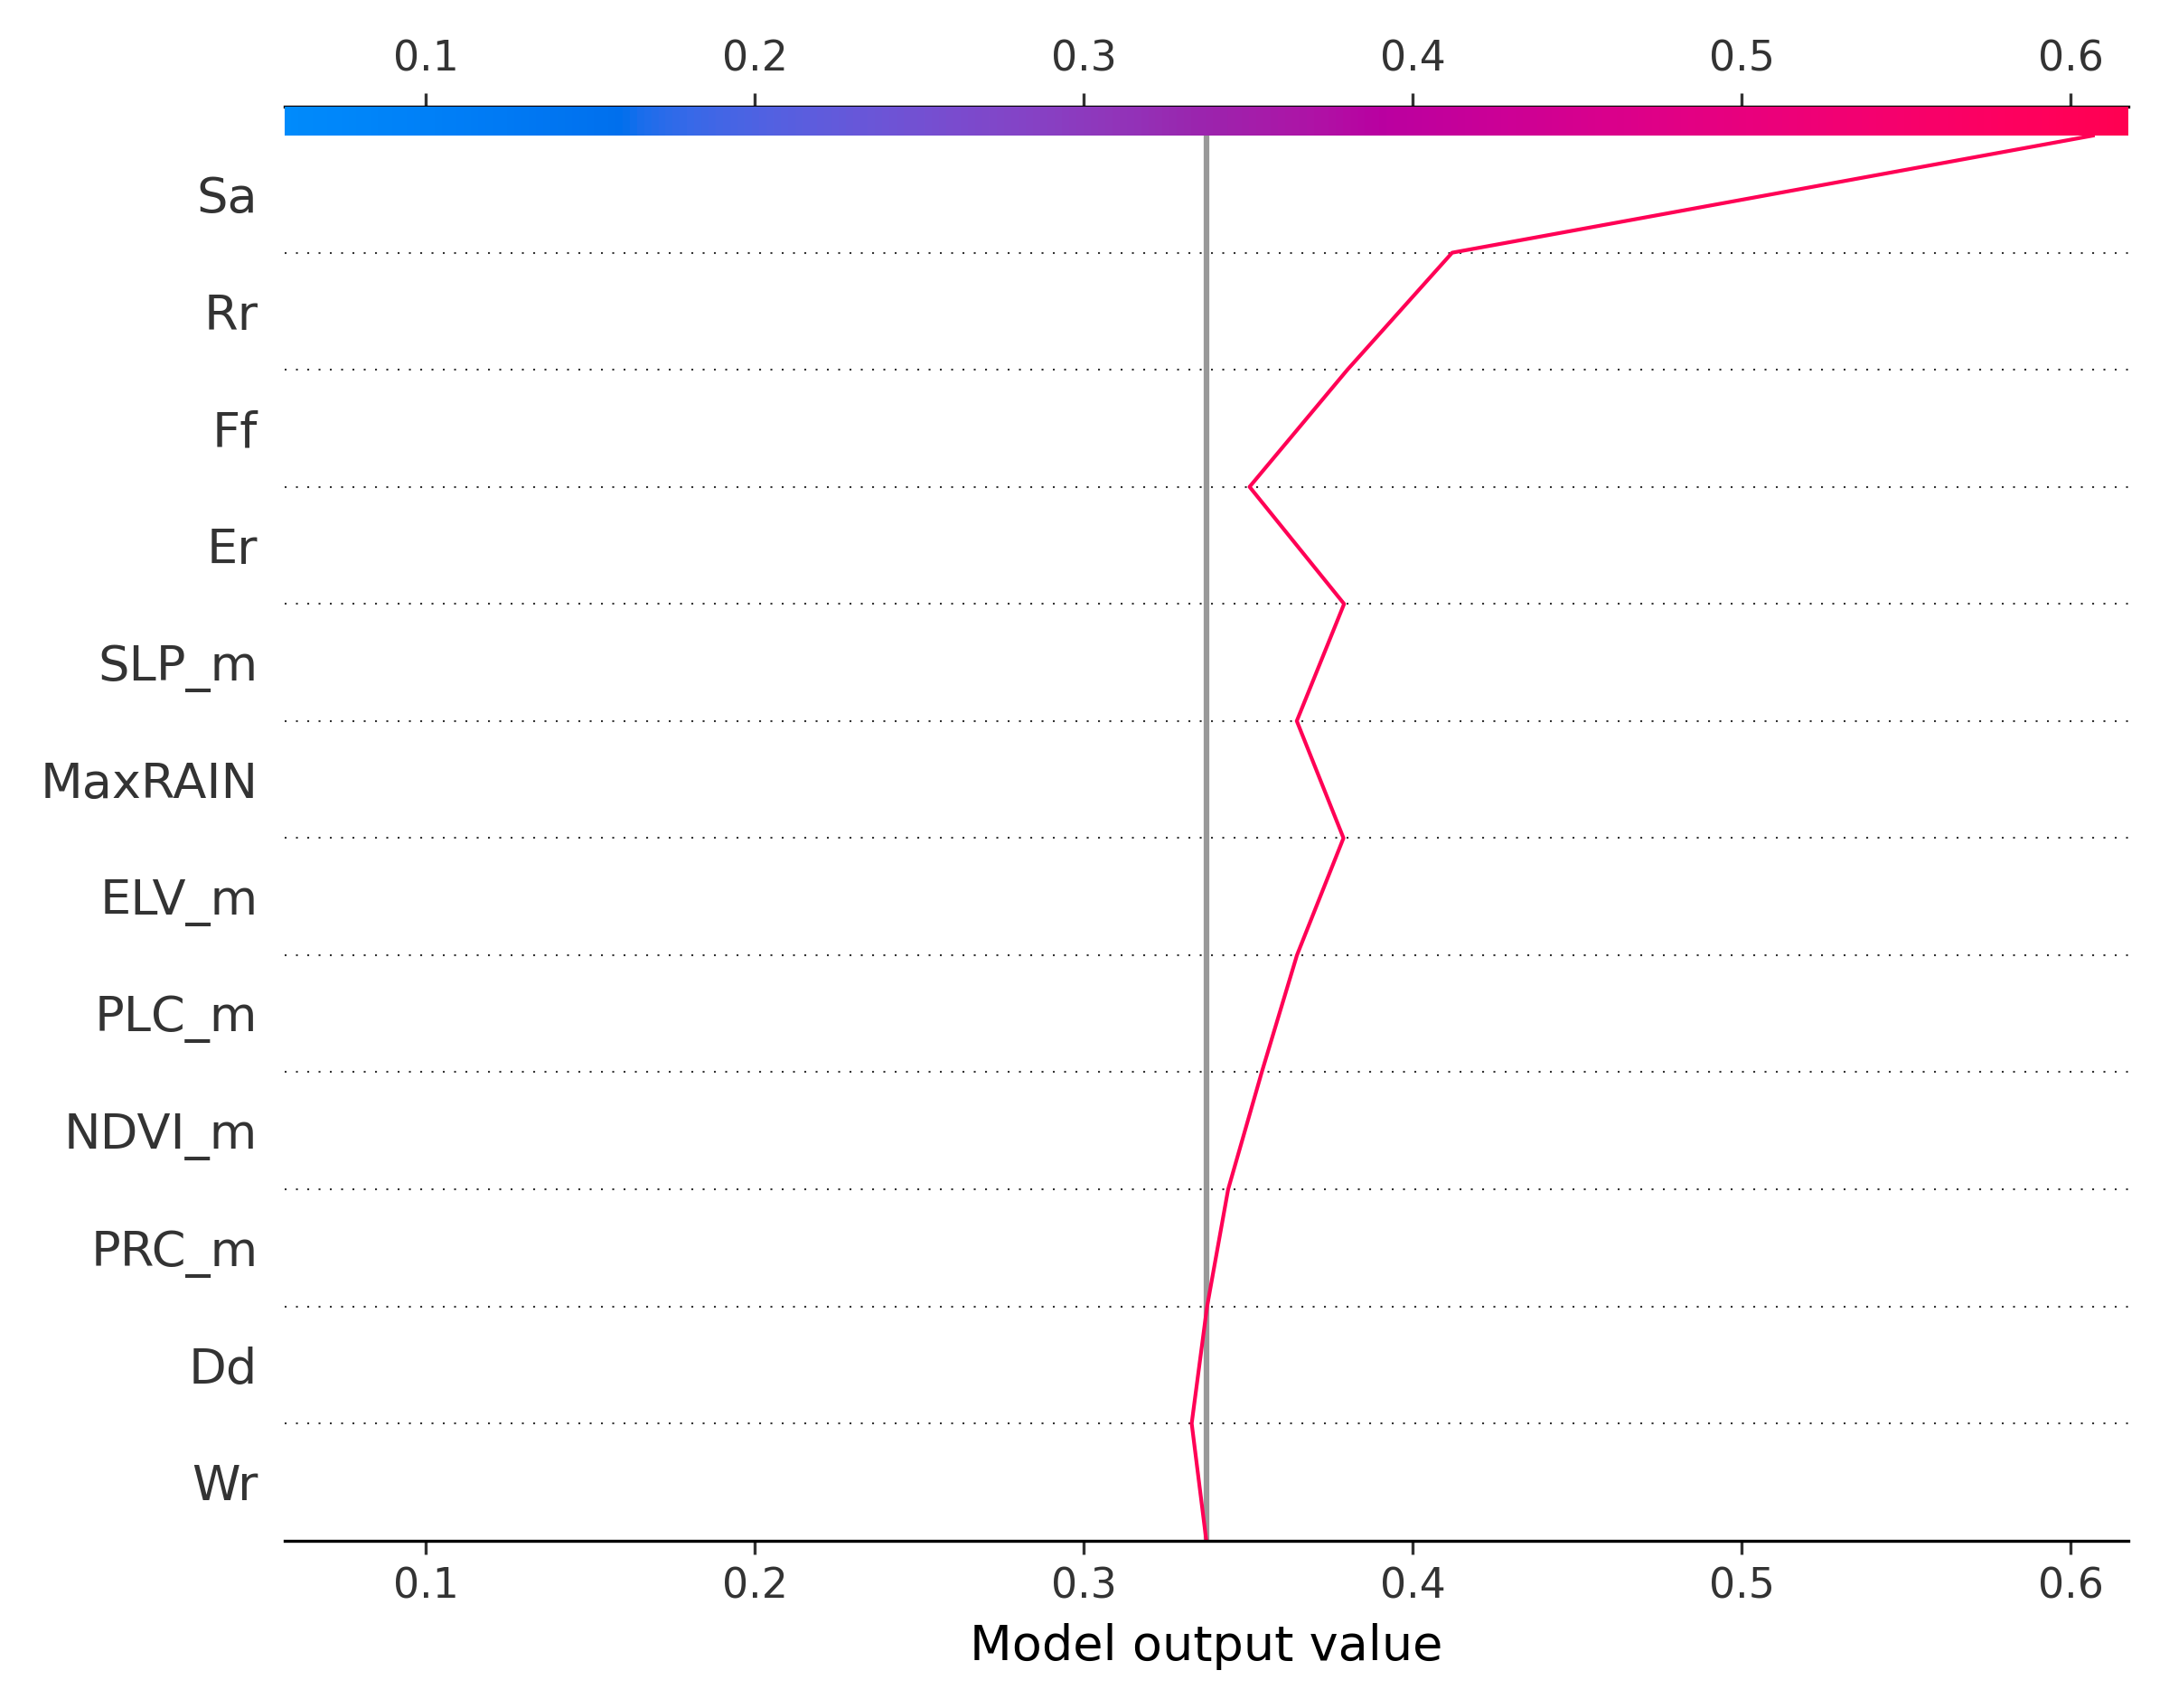 0.1 0.2 0.3 0.4 0.5 0.6
Sa
Rr
Ff
Er
SLP_m
MaxRAIN
ELV_m
PLC_m
NDVI_m
PRC_m
Dd
Wr
0.1 0.2 0.3 0.4 0.5 0.6
Model output value